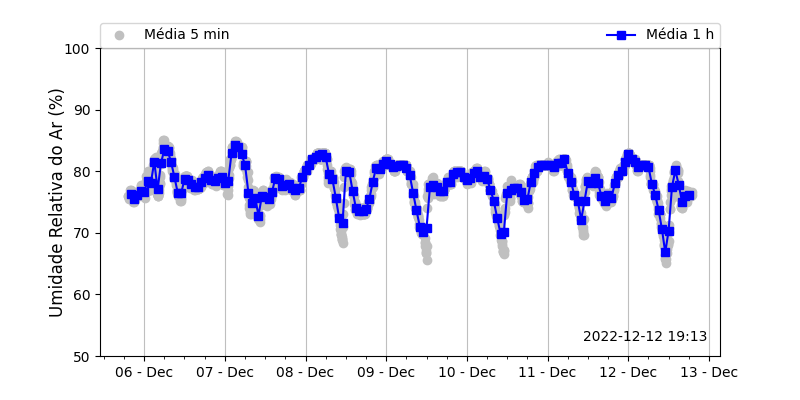 Média 5 min
Média 1 h
Umidade Relativa do Ar (%)
100
90
80
70
60
50
2022-12-12 19:13
06 - Dec
07 - Dec
08 - Dec
09 - Dec
10 - Dec
11 - Dec
12 - Dec
13 - Dec